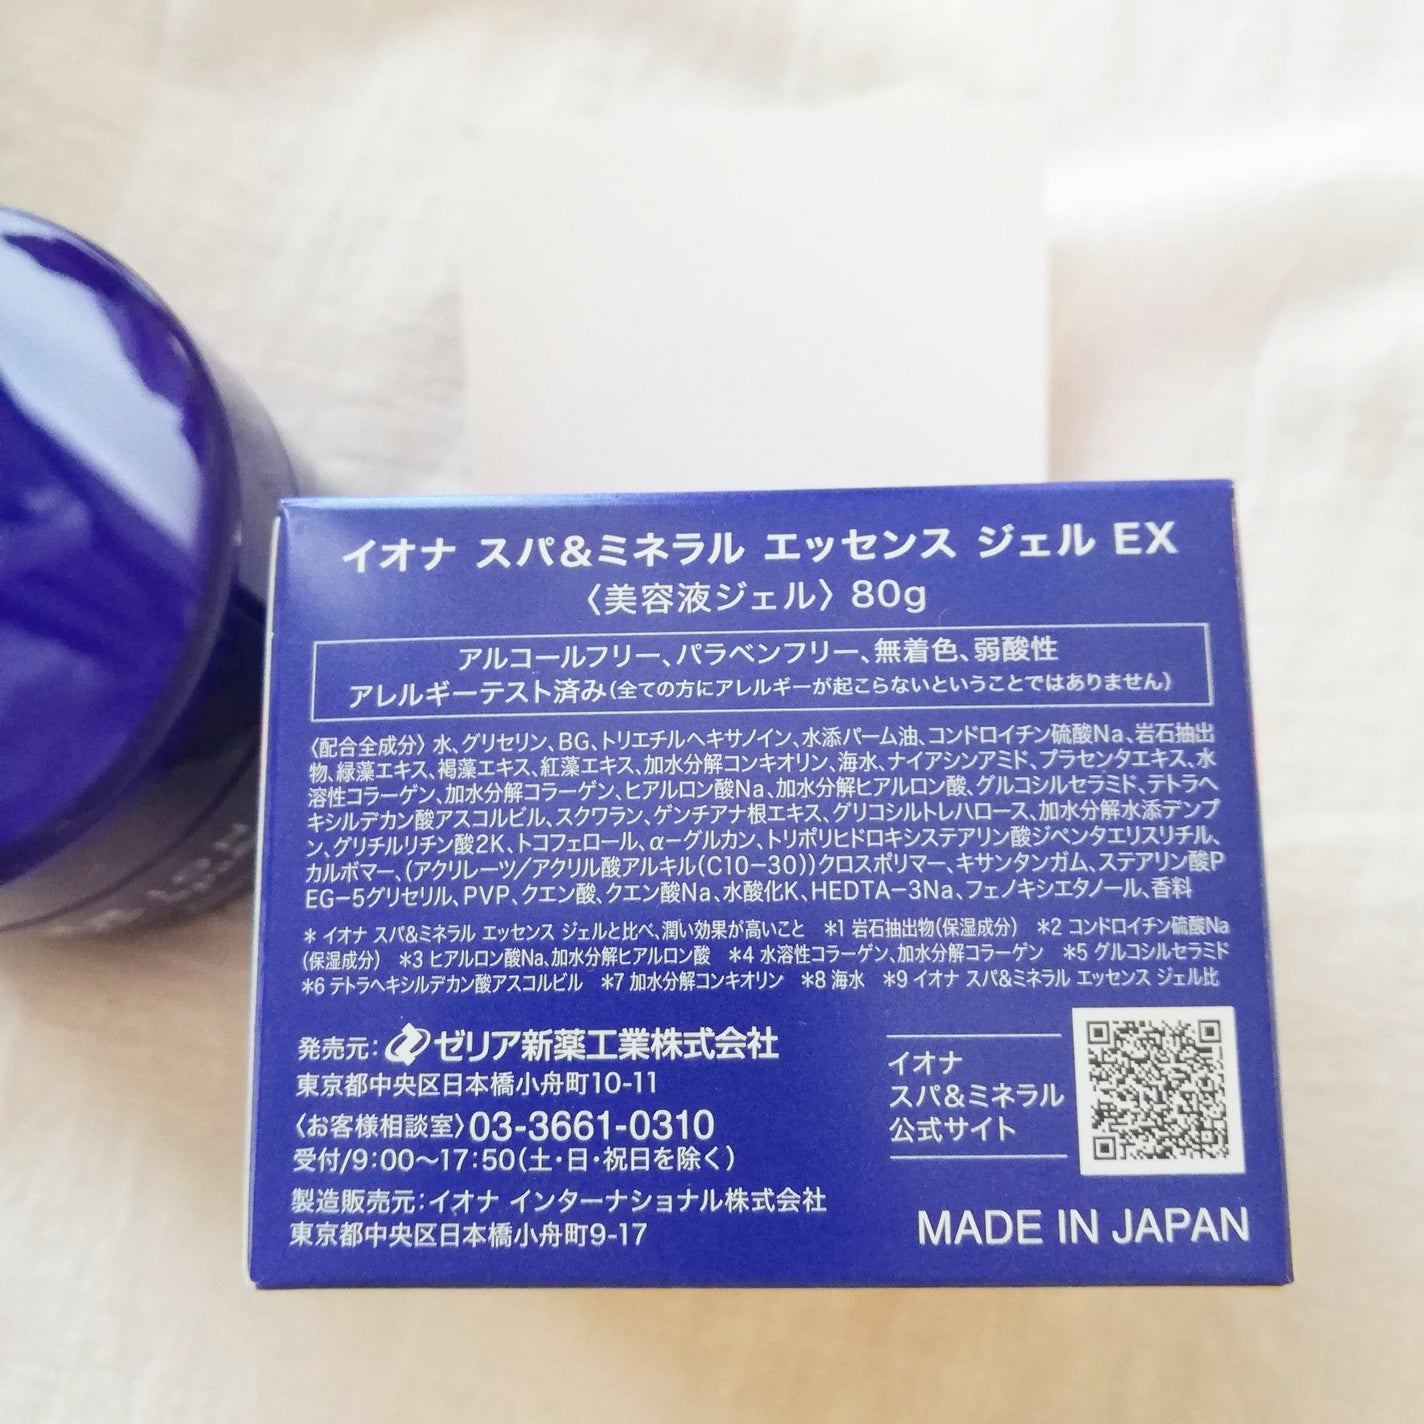 イオナ スパ&ミネラル エッセンス ジェル EX
〈美容液ジェル〉80g
アルコールフリー、パラベンフリー、無着色、弱酸性
アレルギーテスト済み(全ての方にアレルギーが起こらないということではありません)
〈配合全成分〉水、グリセリン、BG、トリエチルヘキサノイン、水添パーム油、コンドロイチン硫酸Na、岩石抽出
物、緑藻エキス、褐藻エキス、紅藻エキス、加水分解コンキオリン、海水、ナイアシンアミド、プラセンタエキス、水
溶性コラーゲン、加水分解コラーゲン、ヒアルロン酸Na、加水分解ヒアルロン酸、グルコシルセラミド、テトラヘ
キシルデカン酸アスコルビル、スクワラン、ゲンチアナ根エキス、グリコシルトレハロース、加水分解水添デンプ
ン、グリチルリチン酸2K、トコフェロール、α-グルカン、トリポリヒドロキシステアリン酸ジペンタエリスリチル、
カルボマー、(アクリレーツ/アクリル酸アルキル(C10-30))クロスポリマー、キサンタンガム、ステアリン酸P
EG-5グリセリル、PVP、クエン酸、クエン酸Na、水酸化K、HEDTA-3Na、フェノキシエタノール、香料
* イオナ スパ&ミネラル エッセンス ジェルと比べ、潤い効果が高いこと *1 岩石抽出物(保湿成分) *2 コンドロイチン硫酸Na
(保湿成分) *3 ヒアルロン酸Na、加水分解ヒアルロン酸 *4 水溶性コラーゲン、加水分解コラーゲン *5 グルコシルセラミド
*6 テトラヘキシルデカン酸アスコルビル *7 加水分解コンキオリン *8 海水 *9 イオナ スパ&ミネラル エッセンス ジェル比
発売元:ゼリア新薬工業株式会社
東京都中央区日本橋小舟町10-11
〈お客様相談室〉03-3661-0310
受付/9:00〜17:50(土・日・祝日を除く)
製造販売元:イオナ インターナショナル株式会社
東京都中央区日本橋小舟町9-17
イオナ
スパ&ミネラル
公式サイト
MADE IN JAPAN